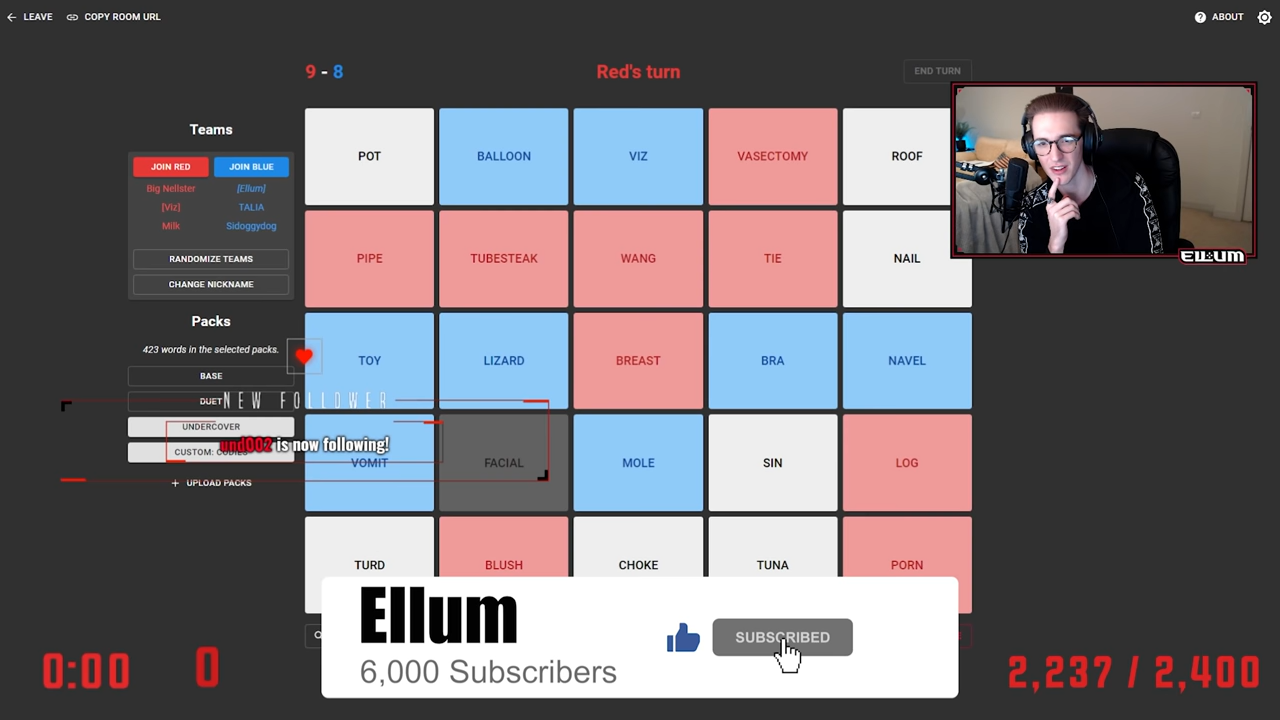 LEAVE COPY ROOM URL
ABOUT
9 - 8
Red's turn
END TURN
Teams
JOIN RED JOIN BLUE
Big Nellster [Ellum]
[Viz] TALIA
Milk Sidoggydog
RANDOMIZE TEAMS
CHANGE NICKNAME
Packs
423 words in the selected packs.
BASE
DUET
UNDERCOVER
+ UPLOAD PACKS
NEW FOLLOWER
und002 is now following!
POT BALLOON VIZ VASECTOMY ROOF
PIPE TUBESTEAK WANG TIE NAIL
TOY LIZARD BREAST BRA NAVEL
VOMIT FACIAL MOLE SIN LOG
TURD BLUSH CHOKE TUNA PORN
ELLUM
Ellum
6,000 Subscribers
SUBSCRIBED
0:00 0
2,237 / 2,400